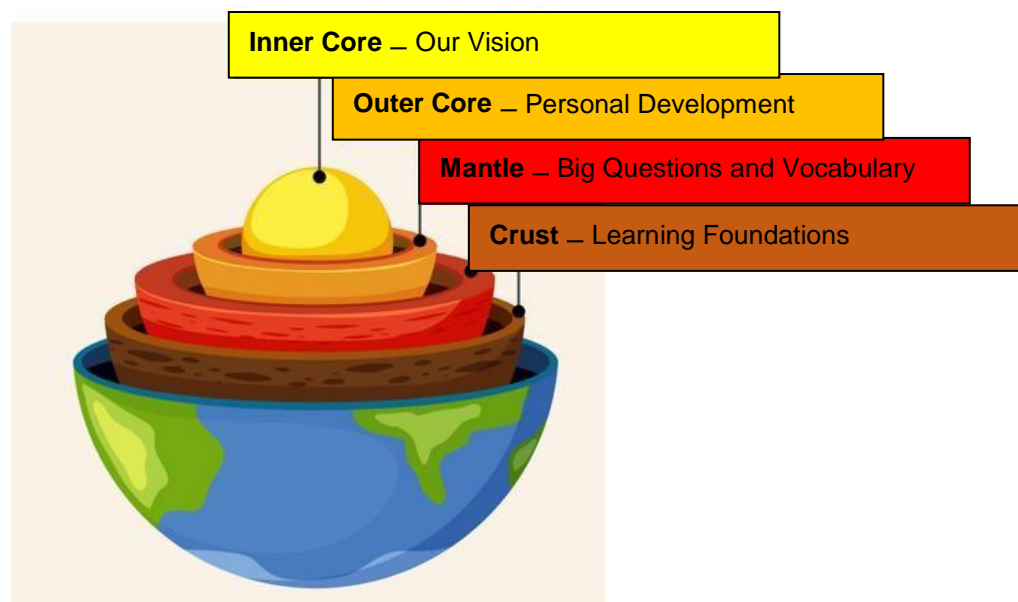 Inner Core – Our Vision
Outer Core – Personal Development
Mantle – Big Questions and Vocabulary
Crust – Learning Foundations